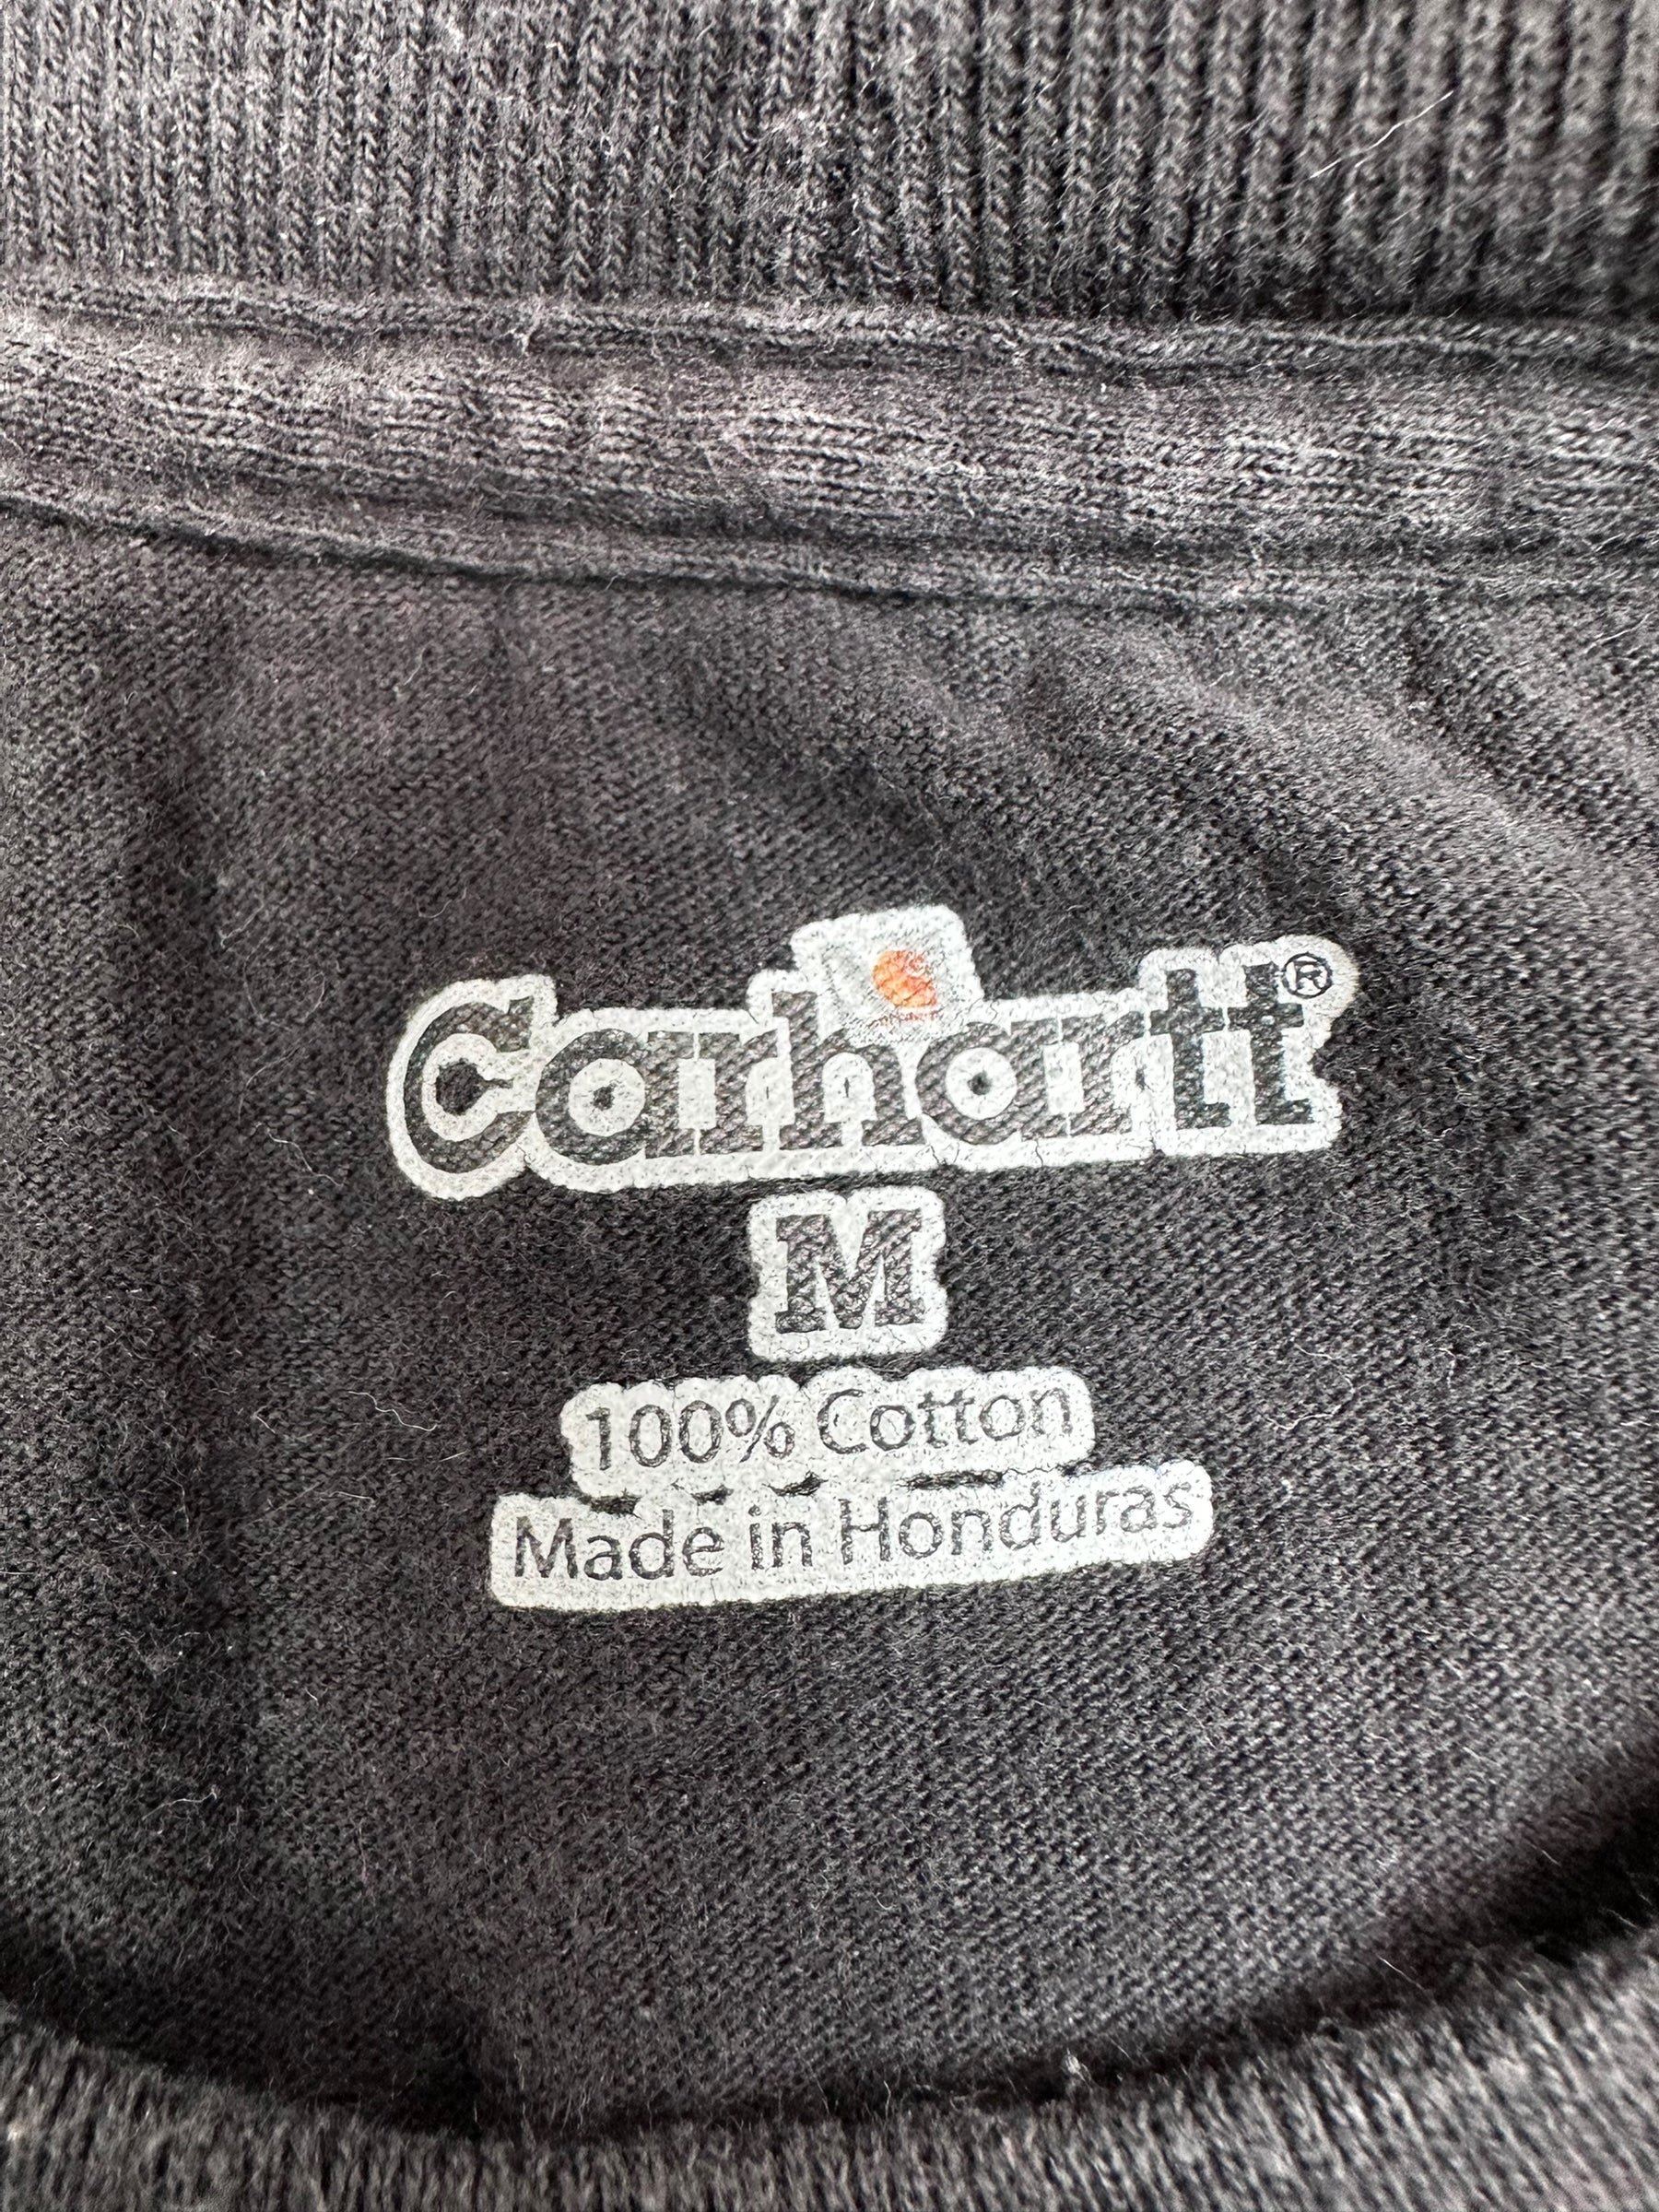 Carhartt®
M
100% Cotton
Made in Honduras